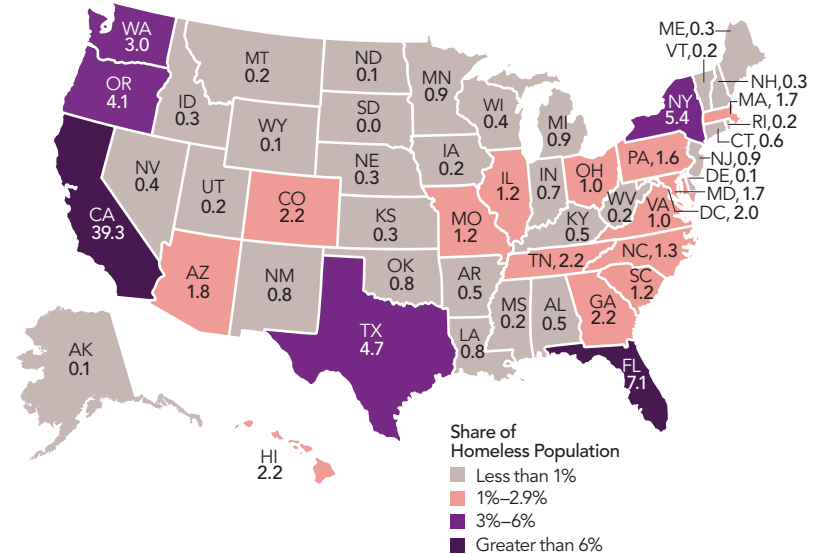 WA
3.0
OR
4.1
CA
39.3
ID
0.3
NV
0.4
MT
0.2
WY
0.1
UT
0.2
CO
2.2
AZ
1.8
NM
0.8
ND
0.1
SD
0.0
NE
0.3
KS
0.3
OK
0.8
TX
4.7
MN
0.9
IA
0.2
MO
1.2
AR
0.5
LA
0.8
WI
0.4
IL
1.2
MI
0.9
IN
0.7
OH
1.0
KY
0.5
TN, 2.2
MS
0.2
AL
0.5
GA
2.2
FL
7.1
SC
1.2
NC, 1.3
VA
1.0
WV
0.2
PA, 1.6
NY
5.4
ME,0.3
VT,0.2
NH,0.3
MA, 1.7
RI,0.2
CT, 0.6
NJ,0.9
DE, 0.1
MD, 1.7
DC, 2.0
AK
0.1
HI
2.2
Share of
Homeless Population
Less than 1%
1%–2.9%
3%–6%
Greater than 6%